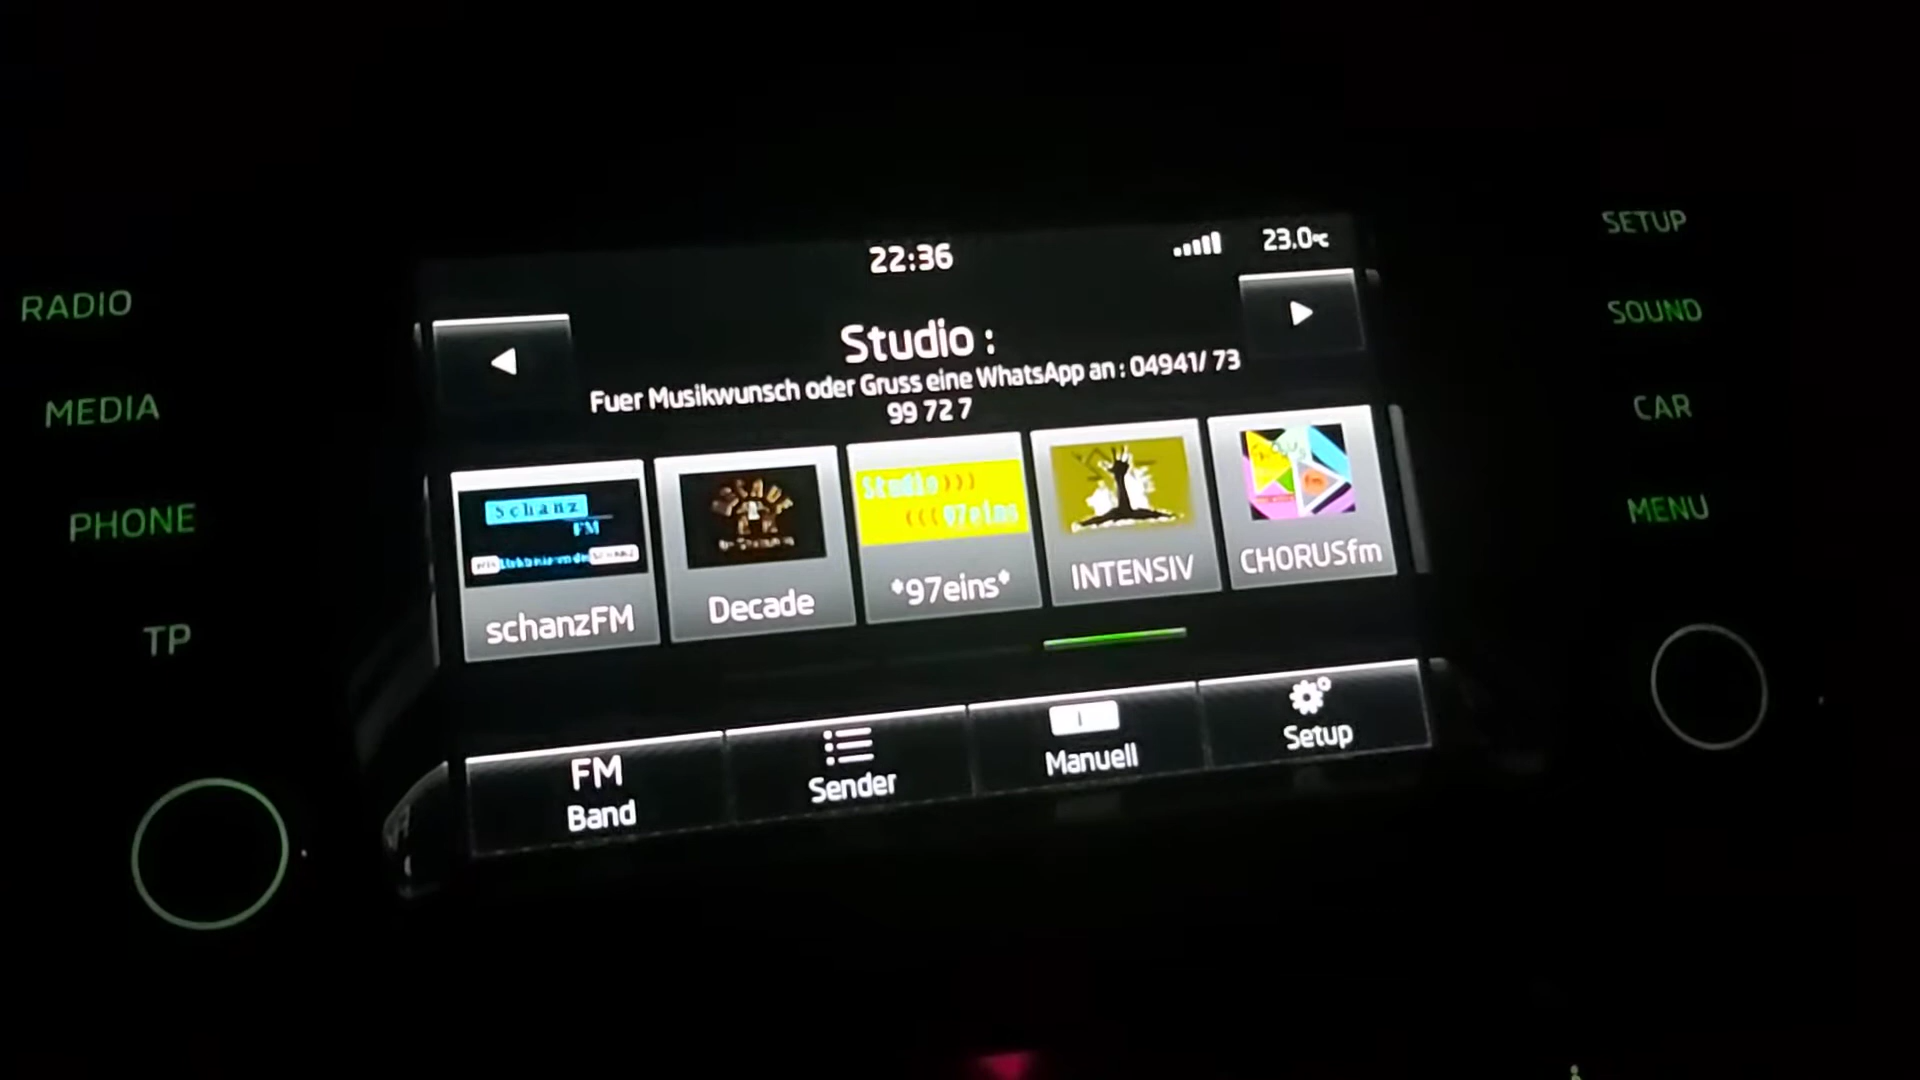 22:36
23.0°C
SETUP
RADIO
SOUND
Studio :
Fuer Musikwunsch oder Gruss eine WhatsApp an : 04941/ 73
99 72 7
MEDIA
CAR
PHONE
MENU
Schanz
FM
SCHANZ
Studio)))
(((97eins
fm
schanzFM
Decade
*97eins*
INTENSIV
CHORUSfm
TP
FM
Band
Sender
Manuell
Setup